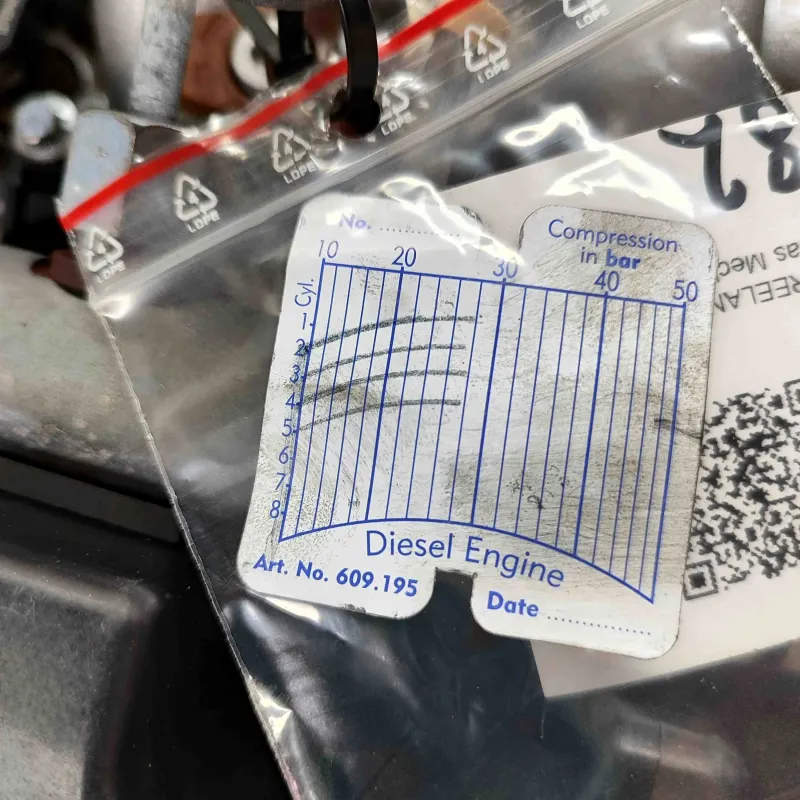 LDPE
LDPE
LDPE
LDPE
LDPE
LDPE
No. ....................
Compression
in bar
10 20 30 40 50
Cyl.
1
2
3
4
5
6
7
8
Diesel Engine
Art. No. 609.195
Date ....................